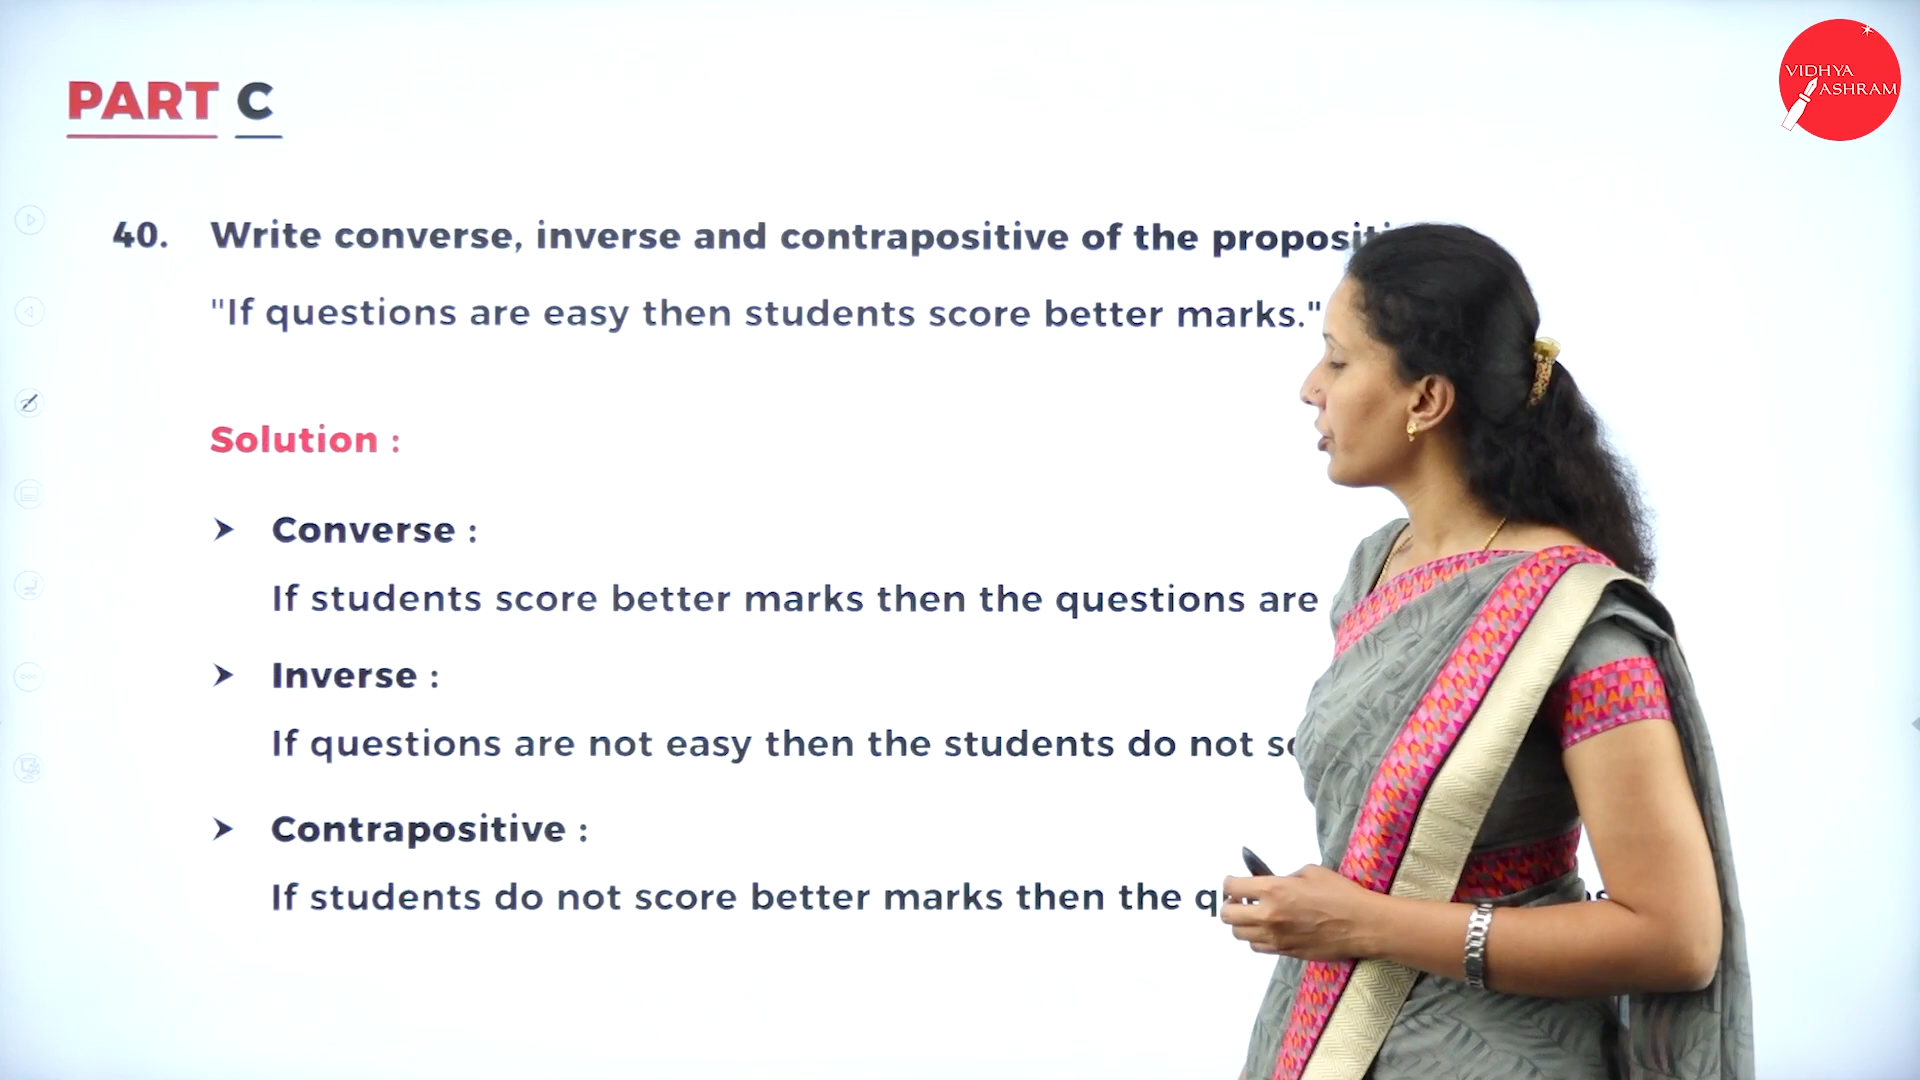 PART C
VIDHYA
ASHRAM
40. Write converse, inverse and contrapositive of the
"If questions are easy then students score better marks."
Solution :
➤ Converse :
If students score better marks then the questions are
➤ Inverse :
If questions are not easy then the students do not
➤ Contrapositive :
If students do not score better marks then the